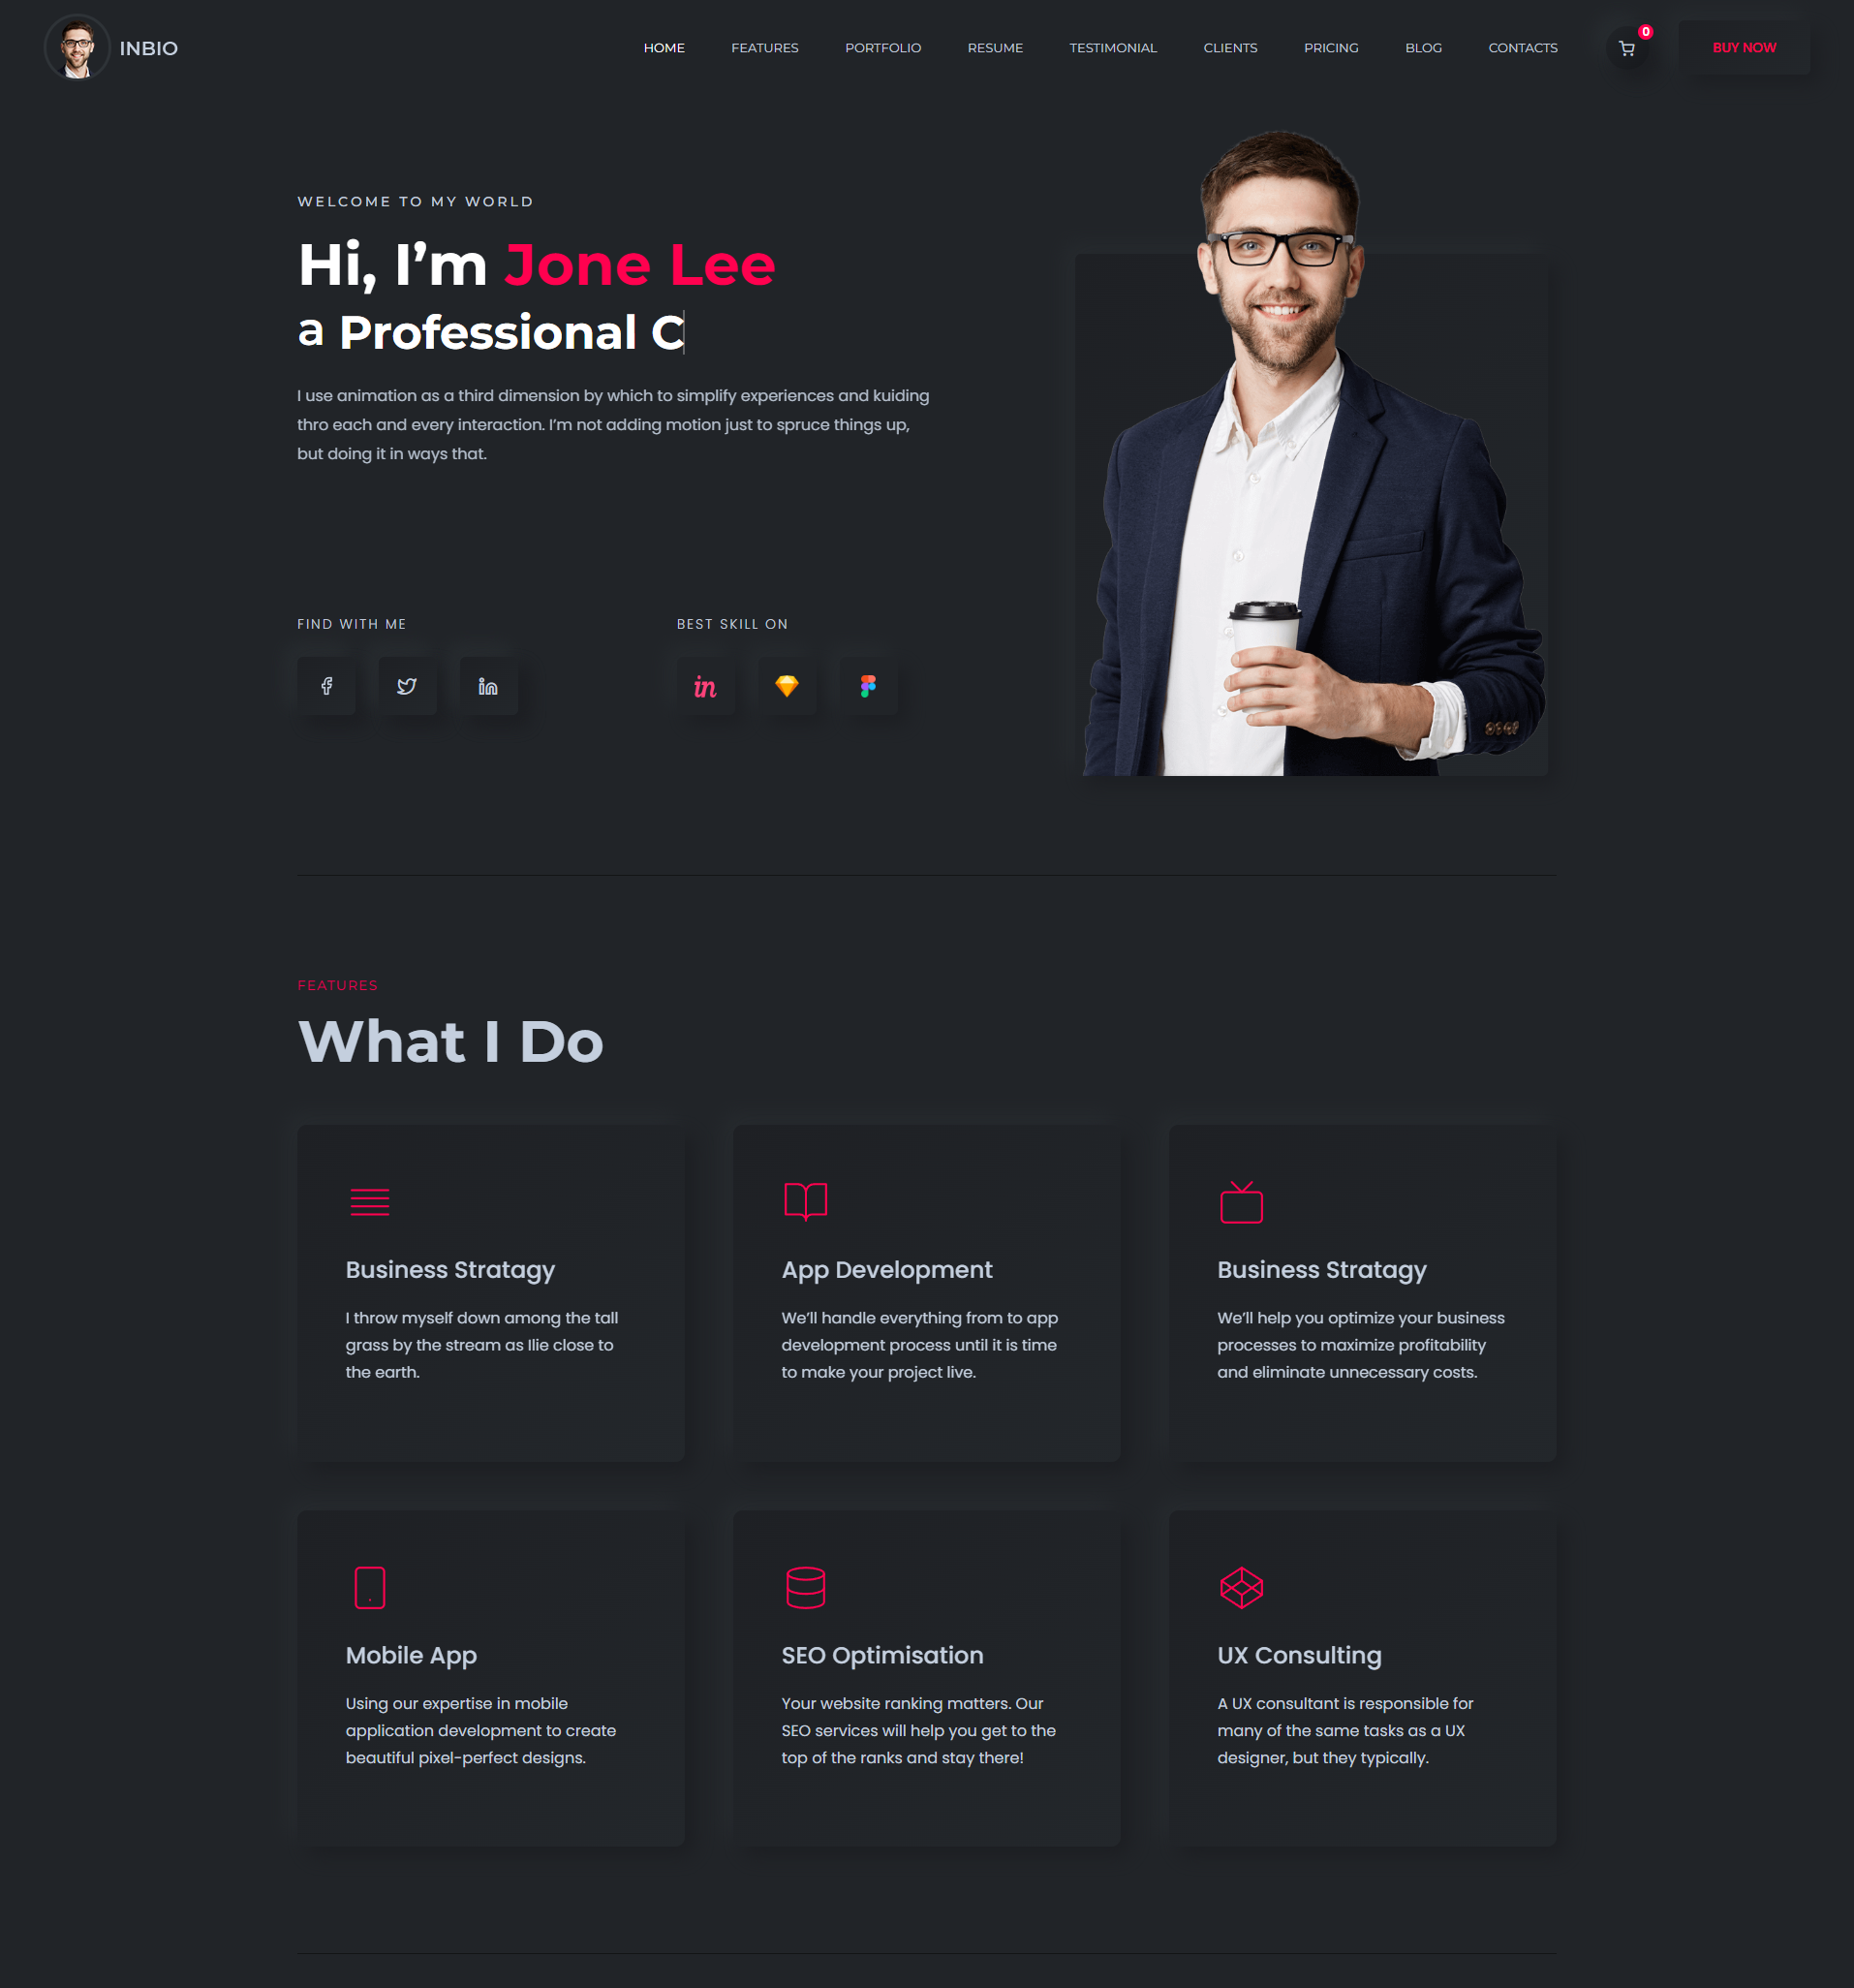 INBIO
HOME FEATURES PORTFOLIO RESUME TESTIMONIAL CLIENTS PRICING BLOG CONTACTS
0
BUY NOW
WELCOME TO MY WORLD
Hi, I’m Jone Lee
a Professional C
I use animation as a third dimension by which to simplify experiences and kuiding
thro each and every interaction. I’m not adding motion just to spruce things up,
but doing it in ways that.
FIND WITH ME
BEST SKILL ON
in
in
FEATURES
What I Do
Business Stratagy
I throw myself down among the tall
grass by the stream as Ilie close to
the earth.
App Development
We’ll handle everything from to app
development process until it is time
to make your project live.
Business Stratagy
We’ll help you optimize your business
processes to maximize profitability
and eliminate unnecessary costs.
Mobile App
Using our expertise in mobile
application development to create
beautiful pixel-perfect designs.
SEO Optimisation
Your website ranking matters. Our
SEO services will help you get to the
top of the ranks and stay there!
UX Consulting
A UX consultant is responsible for
many of the same tasks as a UX
designer, but they typically.